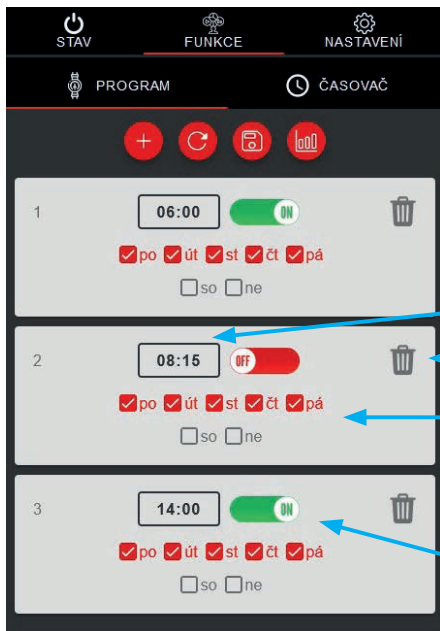 STAV FUNKCE NASTAVENÍ
PROGRAM ČASOVAČ
1 06:00 ON
po út st čt pá
so ne
2 08:15 OFF
po út st čt pá
so ne
3 14:00 ON
po út st čt pá
so ne